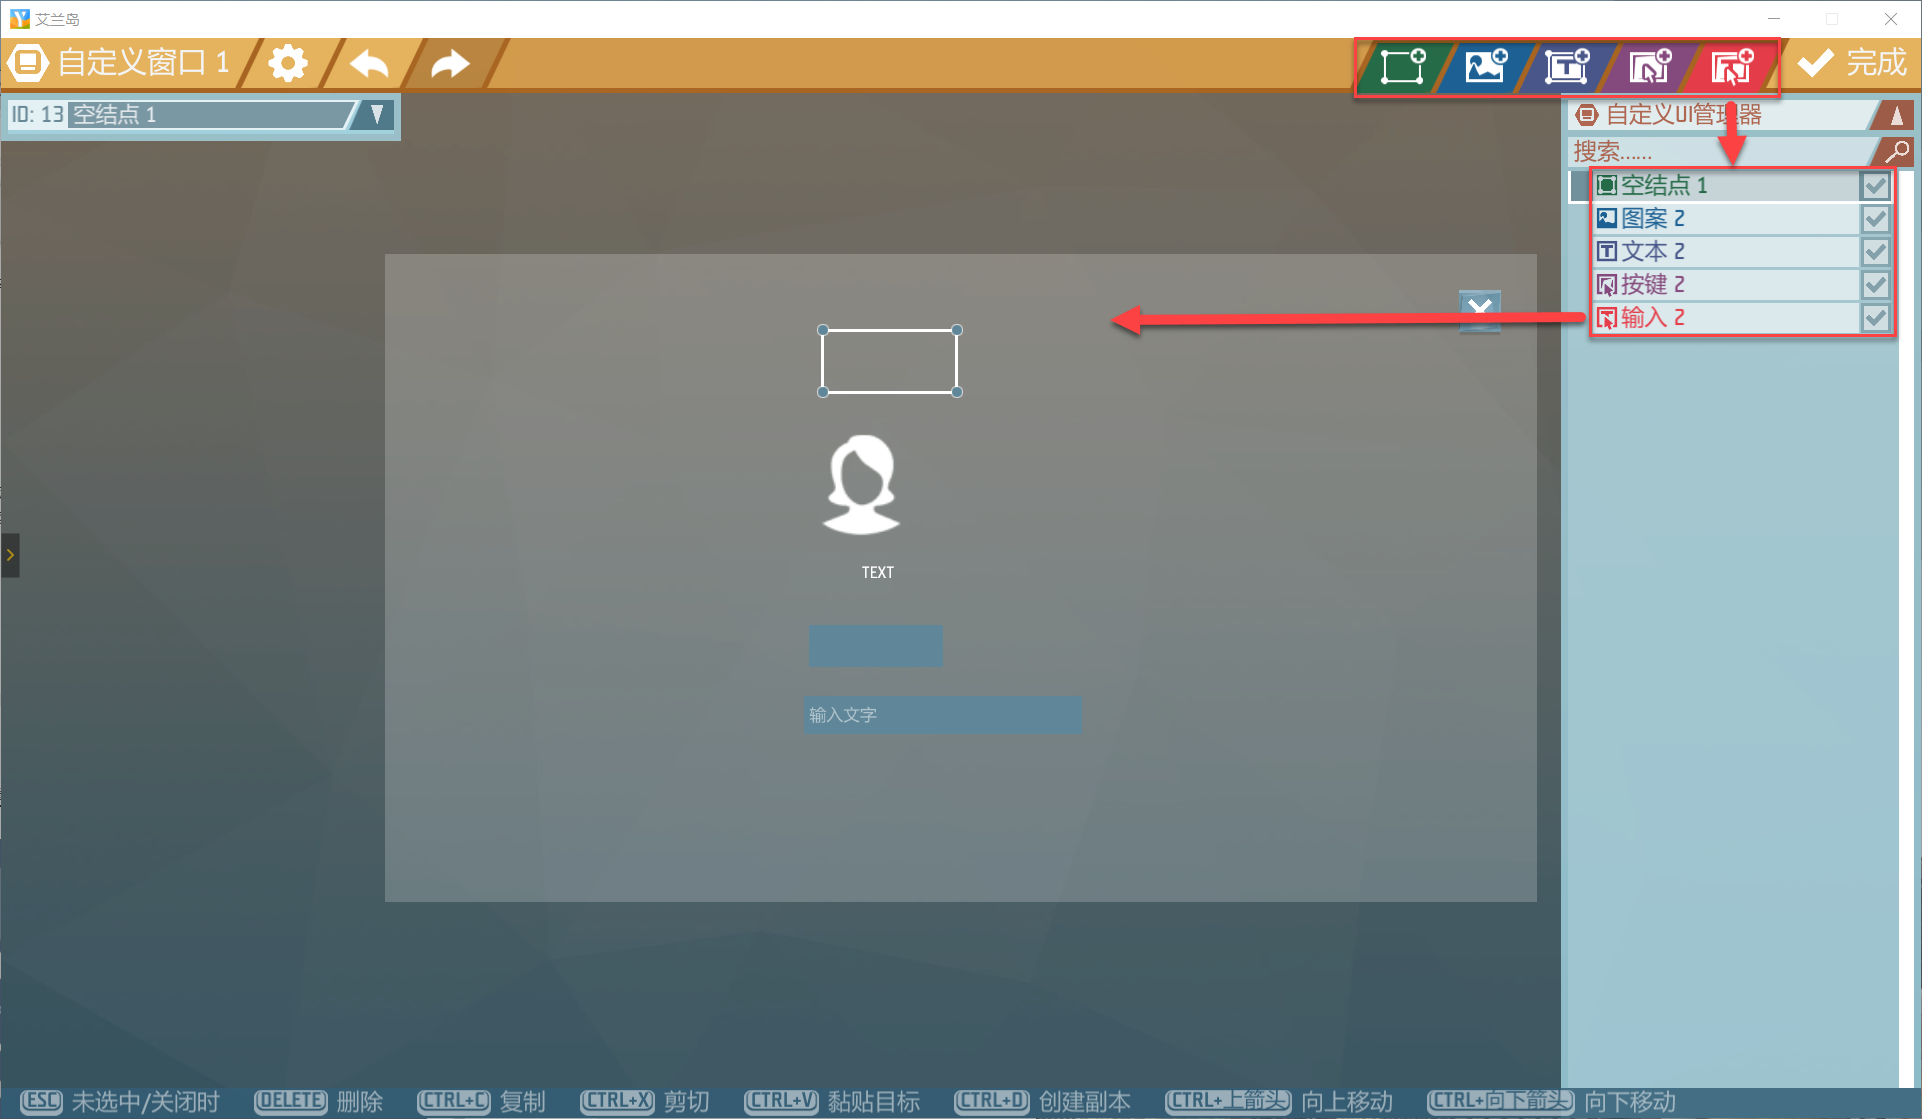 艾兰岛
自定义窗口 1
完成
ID: 13 空结点 1
自定义UI管理器
搜索......
空结点 1
图案 2
文本 2
按键 2
输入 2
TEXT
输入文字
ESC 未选中/关闭时 DELETE 删除 CTRL+C 复制 CTRL+X 剪切 CTRL+V 黏贴目标 CTRL+D 创建副本 CTRL+上箭头 向上移动 CTRL+向下箭头 向下移动